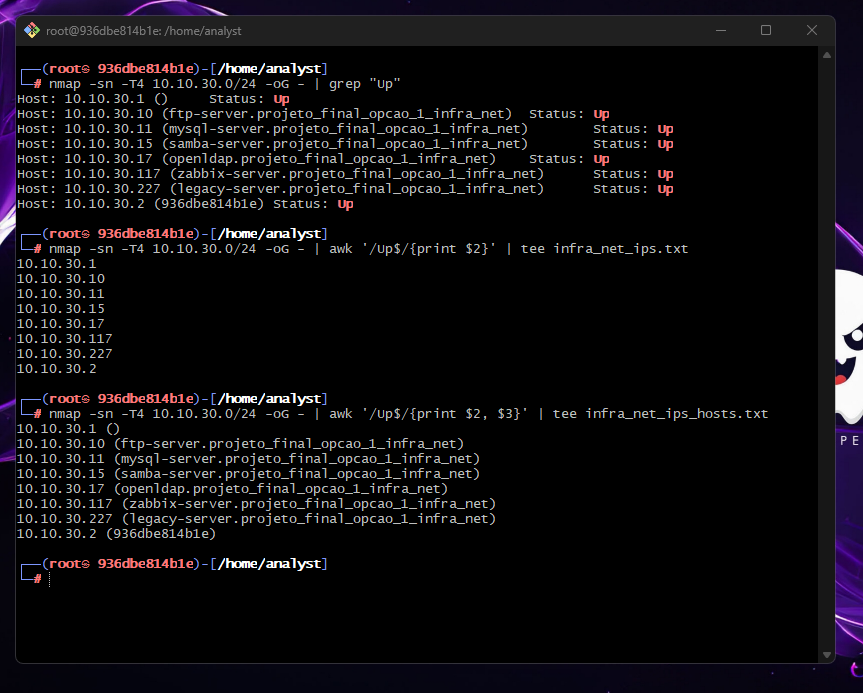 root@936dbe814b1e: /home/analyst
┌──(root㉿ 936dbe814b1e)-[/home/analyst]
└─# nmap -sn -T4 10.10.30.0/24 -oG - | grep "Up"
Host: 10.10.30.1 ()     Status: Up
Host: 10.10.30.10 (ftp-server.projeto_final_opcao_1_infra_net)  Status: Up
Host: 10.10.30.11 (mysql-server.projeto_final_opcao_1_infra_net)        Status: Up
Host: 10.10.30.15 (samba-server.projeto_final_opcao_1_infra_net)        Status: Up
Host: 10.10.30.17 (openldap.projeto_final_opcao_1_infra_net)    Status: Up
Host: 10.10.30.117 (zabbix-server.projeto_final_opcao_1_infra_net)      Status: Up
Host: 10.10.30.227 (legacy-server.projeto_final_opcao_1_infra_net)      Status: Up
Host: 10.10.30.2 (936dbe814b1e) Status: Up
┌──(root㉿ 936dbe814b1e)-[/home/analyst]
└─# nmap -sn -T4 10.10.30.0/24 -oG - | awk '/Up$/{print $2}' | tee infra_net_ips.txt
10.10.30.1
10.10.30.10
10.10.30.11
10.10.30.15
10.10.30.17
10.10.30.117
10.10.30.227
10.10.30.2
┌──(root㉿ 936dbe814b1e)-[/home/analyst]
└─# nmap -sn -T4 10.10.30.0/24 -oG - | awk '/Up$/{print $2, $3}' | tee infra_net_ips_hosts.txt
10.10.30.1 ()
10.10.30.10 (ftp-server.projeto_final_opcao_1_infra_net)
10.10.30.11 (mysql-server.projeto_final_opcao_1_infra_net)
10.10.30.15 (samba-server.projeto_final_opcao_1_infra_net)
10.10.30.17 (openldap.projeto_final_opcao_1_infra_net)
10.10.30.117 (zabbix-server.projeto_final_opcao_1_infra_net)
10.10.30.227 (legacy-server.projeto_final_opcao_1_infra_net)
10.10.30.2 (936dbe814b1e)
┌──(root㉿ 936dbe814b1e)-[/home/analyst]
└─#
PE